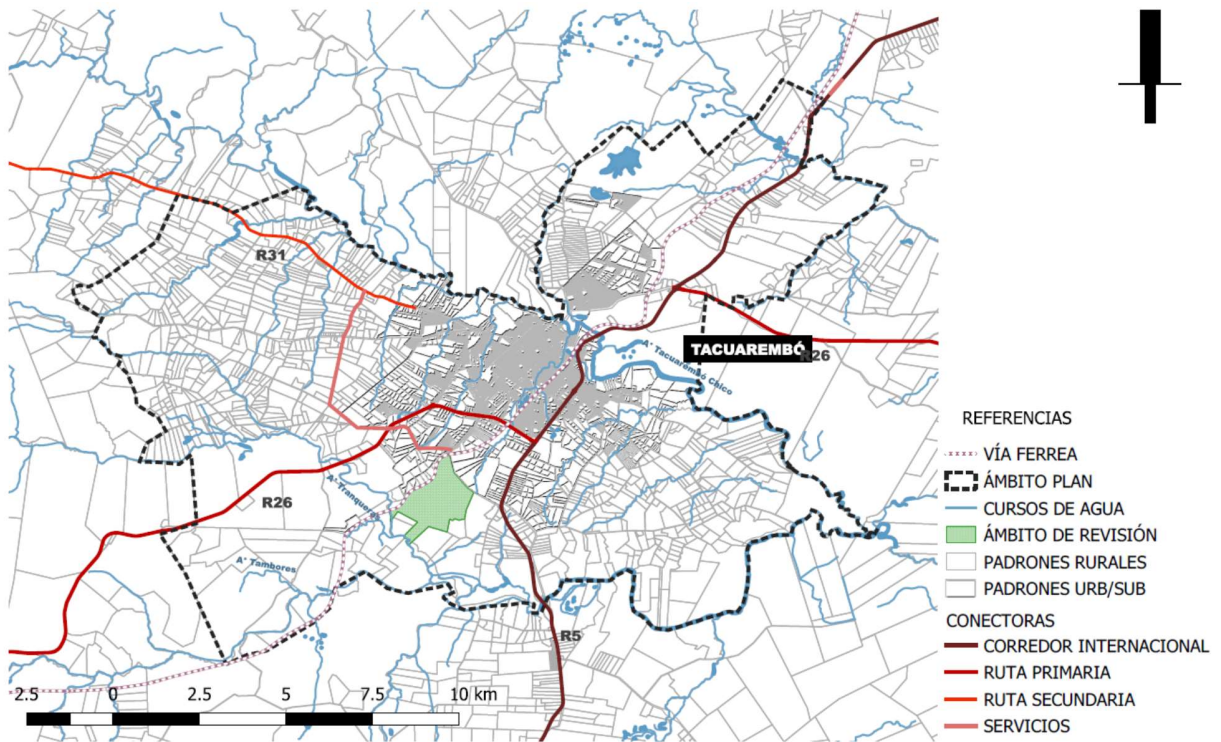 R31
TACUAREMBÓ
R26
A° Tacuarembó Chico
R26
A° Tranqueras
A° Tambores
R5
2.5 0 2.5 5 7.5 10 km
REFERENCIAS
VÍA FERREA
ÁMBITO PLAN
CURSOS DE AGUA
ÁMBITO DE REVISIÓN
PADRONES RURALES
PADRONES URB/SUB
CONECTORAS
CORREDOR INTERNACIONAL
RUTA PRIMARIA
RUTA SECUNDARIA
SERVICIOS